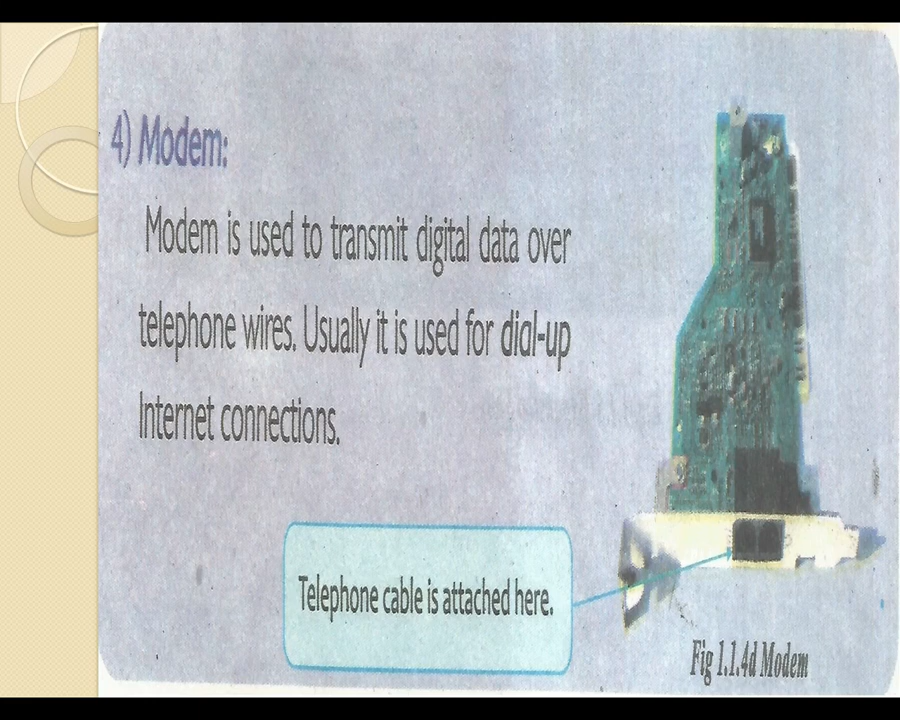 4) Modem:
Modem is used to transmit digital data over
telephone wires. Usually it is used for dial-up
Internet connections.
Telephone cable is attached here.
Fig 1.1.4d Modem